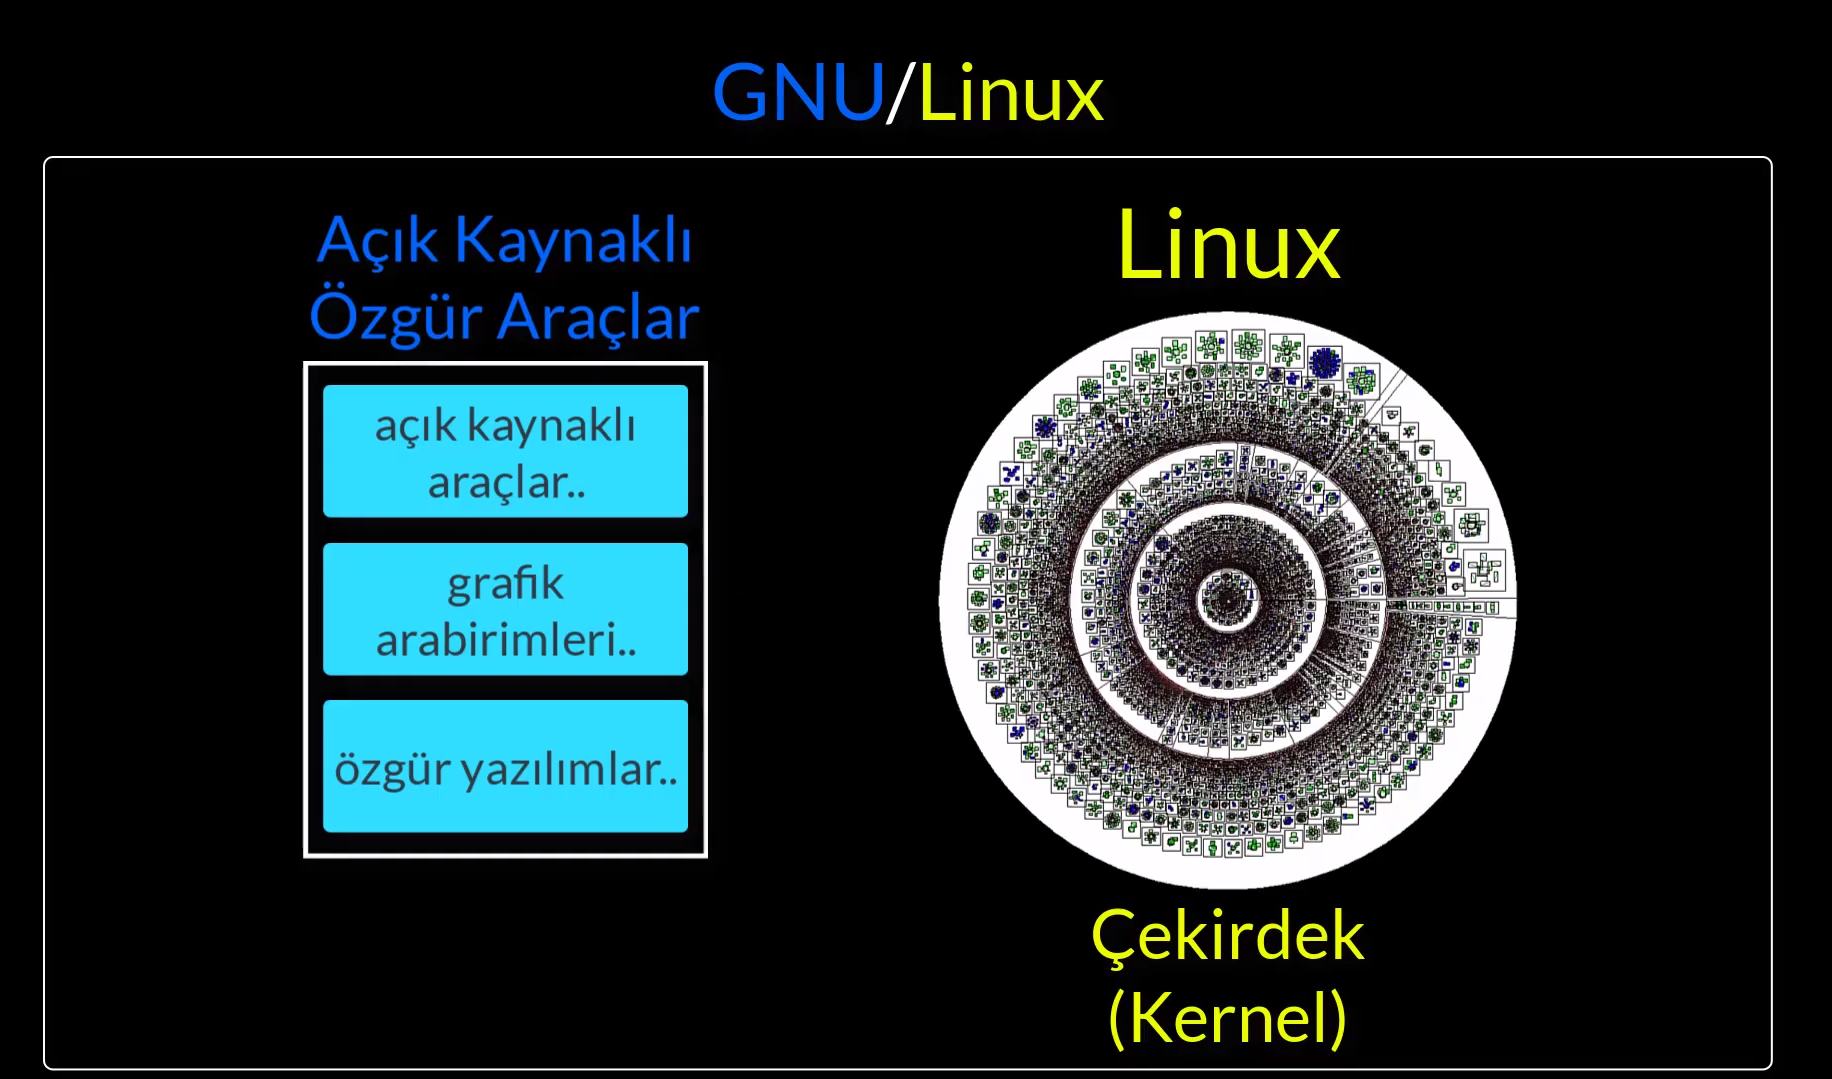 GNU/Linux
Açık Kaynaklı
Özgür Araçlar
açık kaynaklı
araçlar..
grafik
arabirimleri..
özgür yazılımlar..
Linux
Çekirdek
(Kernel)